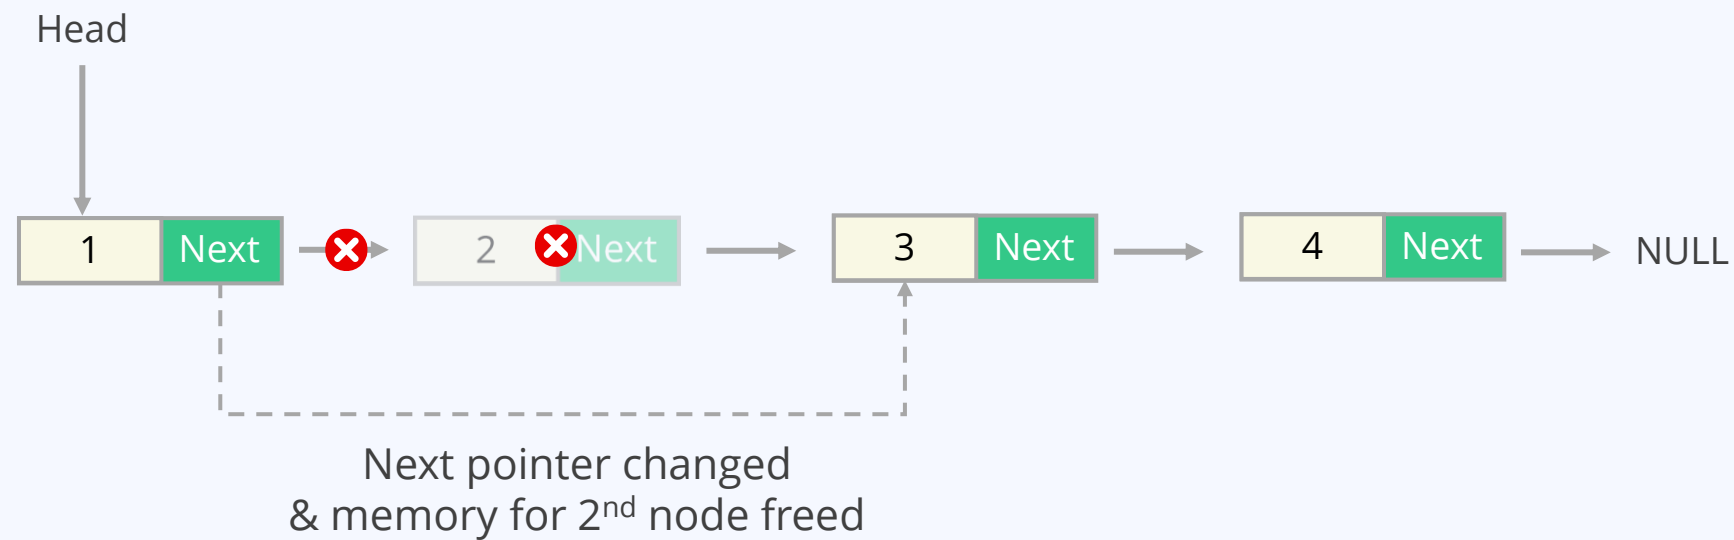 Head
1 Next 2 Next 3 Next 4 Next NULL
Next pointer changed
& memory for 2nd node freed